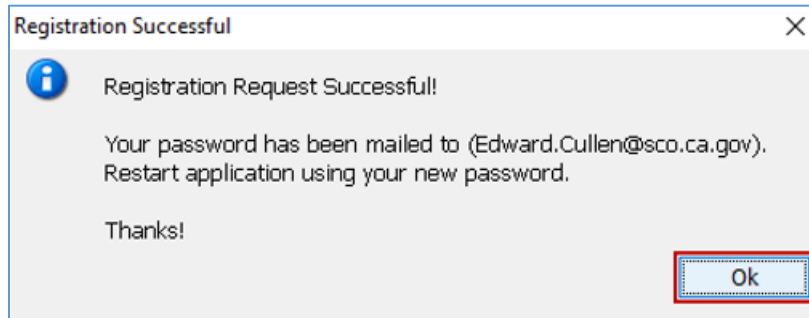 Registration Successful
Registration Request Successful!
Your password has been mailed to (Edward.Cullen@sco.ca.gov).
Restart application using your new password.
Thanks!
Ok